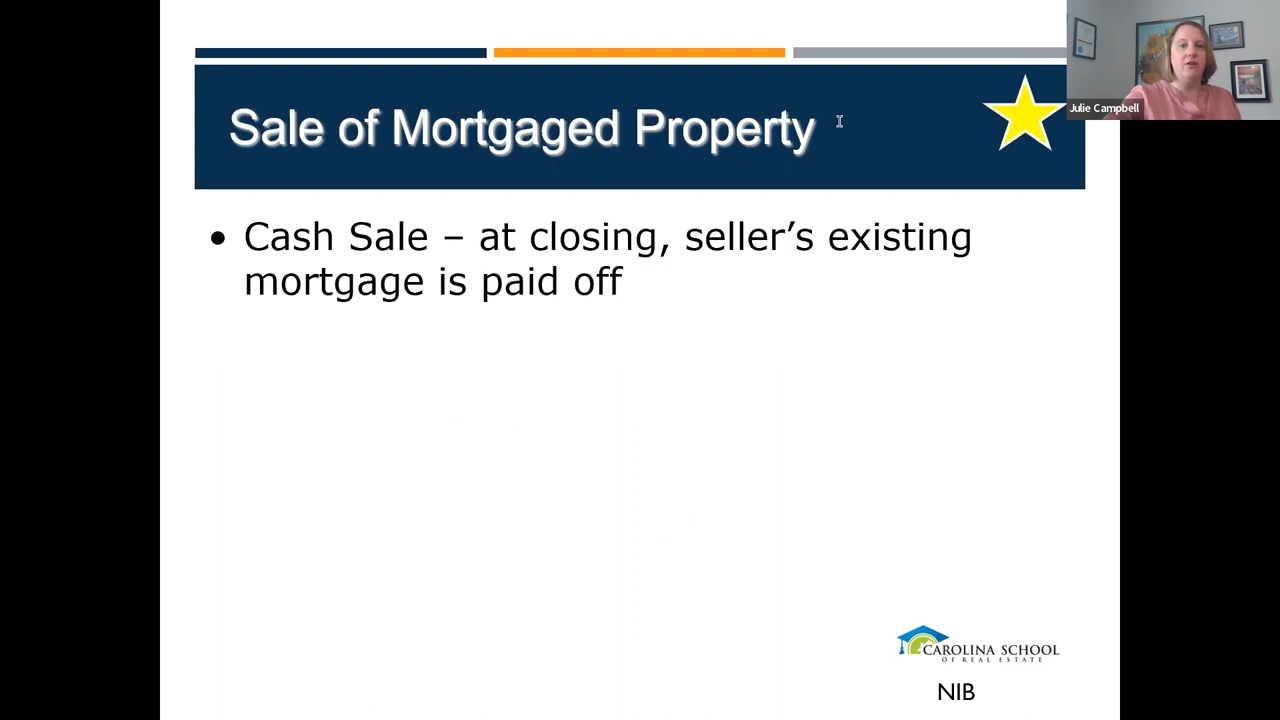 Sale of Mortgaged Property
Julie Campbell
• Cash Sale – at closing, seller’s existing
mortgage is paid off
CAROLINA SCHOOL
OF REAL ESTATE
NIB